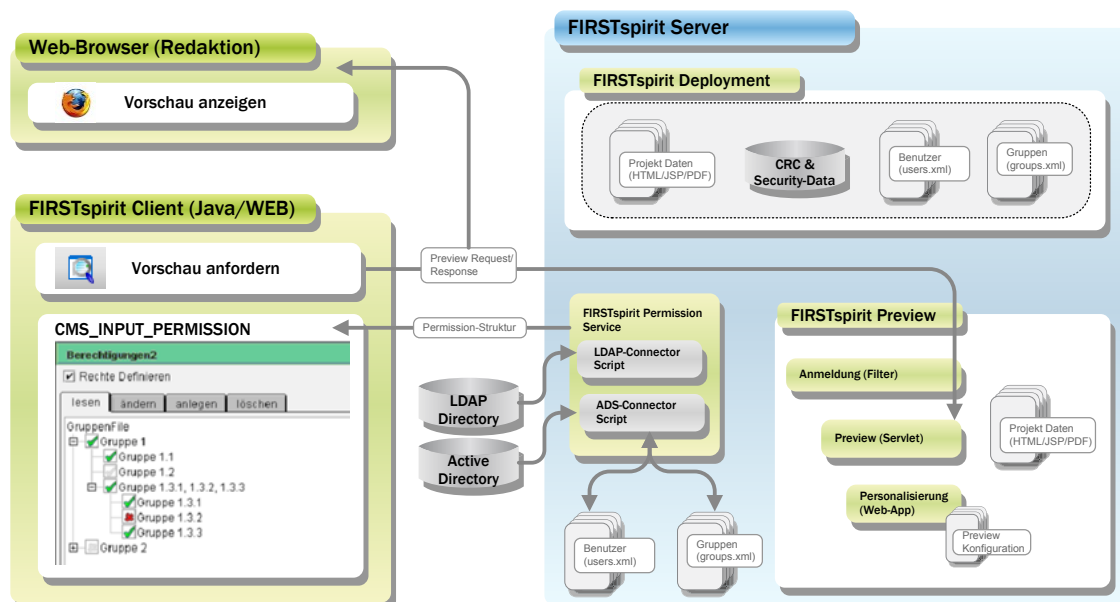 Web-Browser (Redaktion)
Vorschau anzeigen
FIRSTspirit Client (Java/WEB)
Vorschau anfordern
CMS_INPUT_PERMISSION
Berechtigungen2
Rechte Definieren
lesen ändern anlegen löschen
GruppenFile
Gruppe 1
Gruppe 1.1
Gruppe 1.2
Gruppe 1.3.1, 1.3.2, 1.3.3
Gruppe 1.3.1
Gruppe 1.3.2
Gruppe 1.3.3
Gruppe 2
Preview Request/
Response
Permission-Struktur
LDAP
Directory
Active
Directory
FIRSTspirit Server
FIRSTspirit Deployment
Projekt Daten
(HTML/JSP/PDF)
CRC &
Security-Data
Benutzer
(users.xml)
Gruppen
(groups.xml)
FIRSTspirit Permission
Service
LDAP-Connector
Script
ADS-Connector
Script
Benutzer
(users.xml)
Gruppen
(groups.xml)
FIRSTspirit Preview
Anmeldung (Filter)
Preview (Servlet)
Projekt Daten
(HTML/JSP/PDF)
Personalisierung
(Web-App)
Preview
Konfiguration